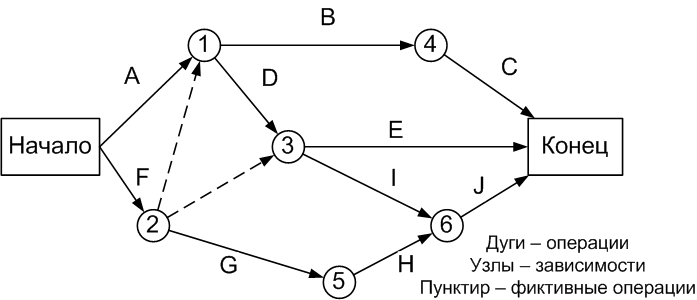 B
1
4
A
D
C
Начало
3
E
Конец
F
I
J
2
6
G
H
5
Дуги – операции
Узлы – зависимости
Пунктир – фиктивные операции